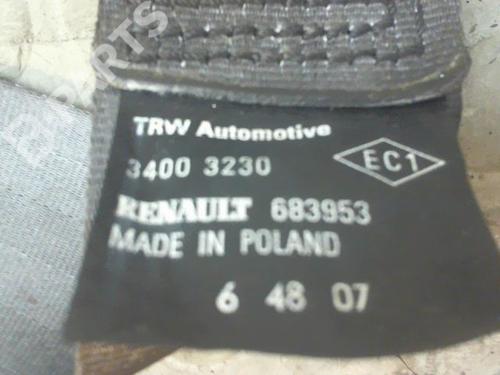 TRW Automotive
3400 3230
EC1
RENAULT 683953
MADE IN POLAND
6 48 07